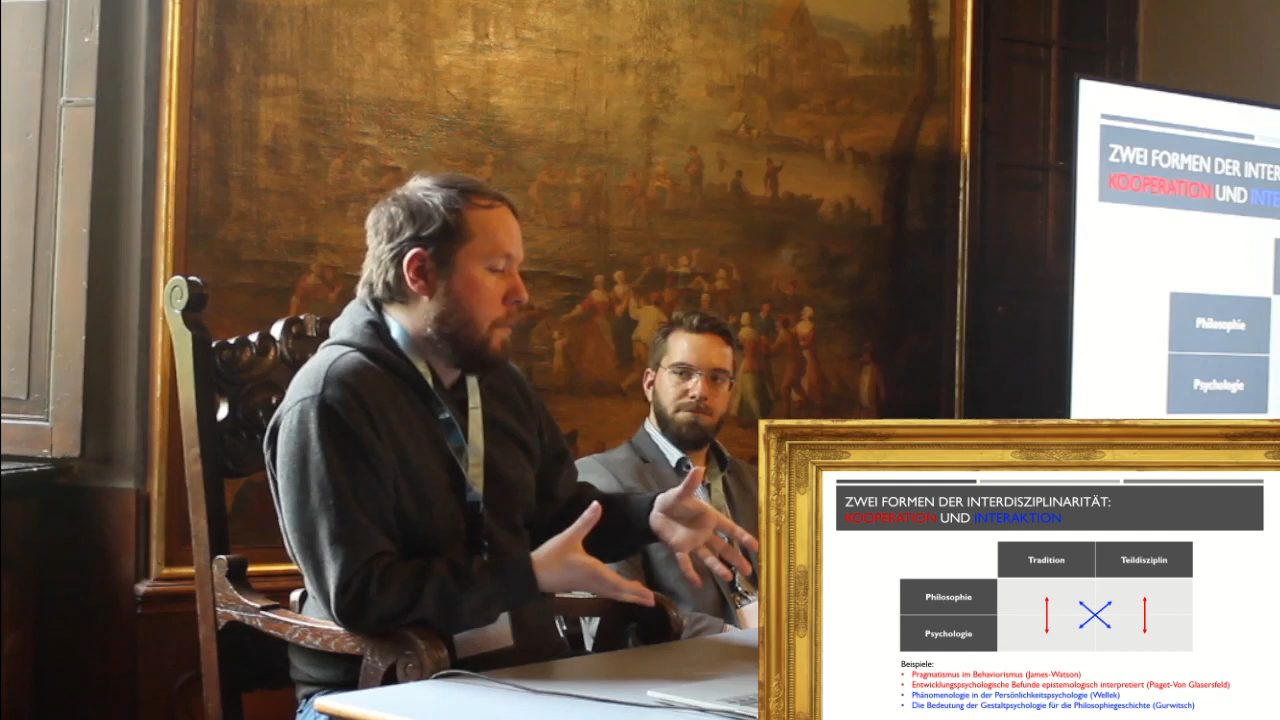 ZWEI FORMEN DER INTER
KOOPERATION UND INTE
Philosophie
Psychologie
ZWEI FORMEN DER INTERDISZIPLINARITÄT:
KOOPERATION UND INTERAKTION
Tradition Teildisziplin
Philosophie
Psychologie
Beispiele:
• Pragmatismus im Behaviorismus (James-Watson)
• Entwicklungspsychologische Befunde epistemologisch interpretiert (Piaget-Von Glasersfeld)
• Phänomenologie in der Persönlichkeitspsychologie (Wellek)
• Die Bedeutung der Gestaltpsychologie für die Philosophiegeschichte (Gurwitsch)